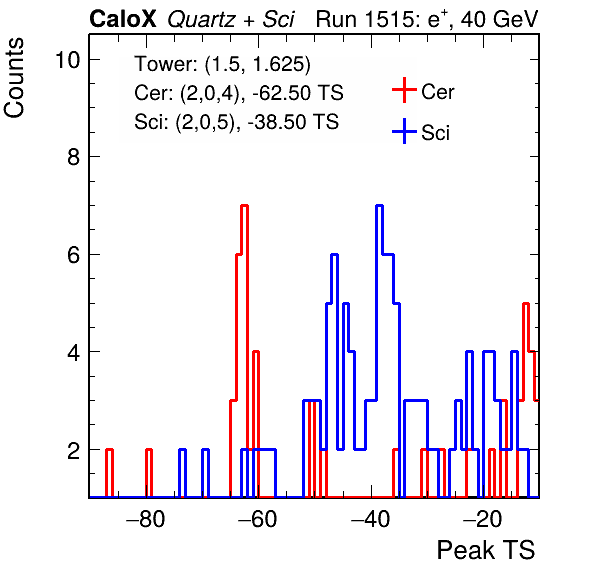 CaloX Quartz + Sci Run 1515: e⁺, 40 GeV
Counts
Tower: (1.5, 1.625)
Cer: (2,0,4), -62.50 TS
Sci: (2,0,5), -38.50 TS
Cer
Sci
10
8
6
4
2
−80 −60 −40 −20
Peak TS